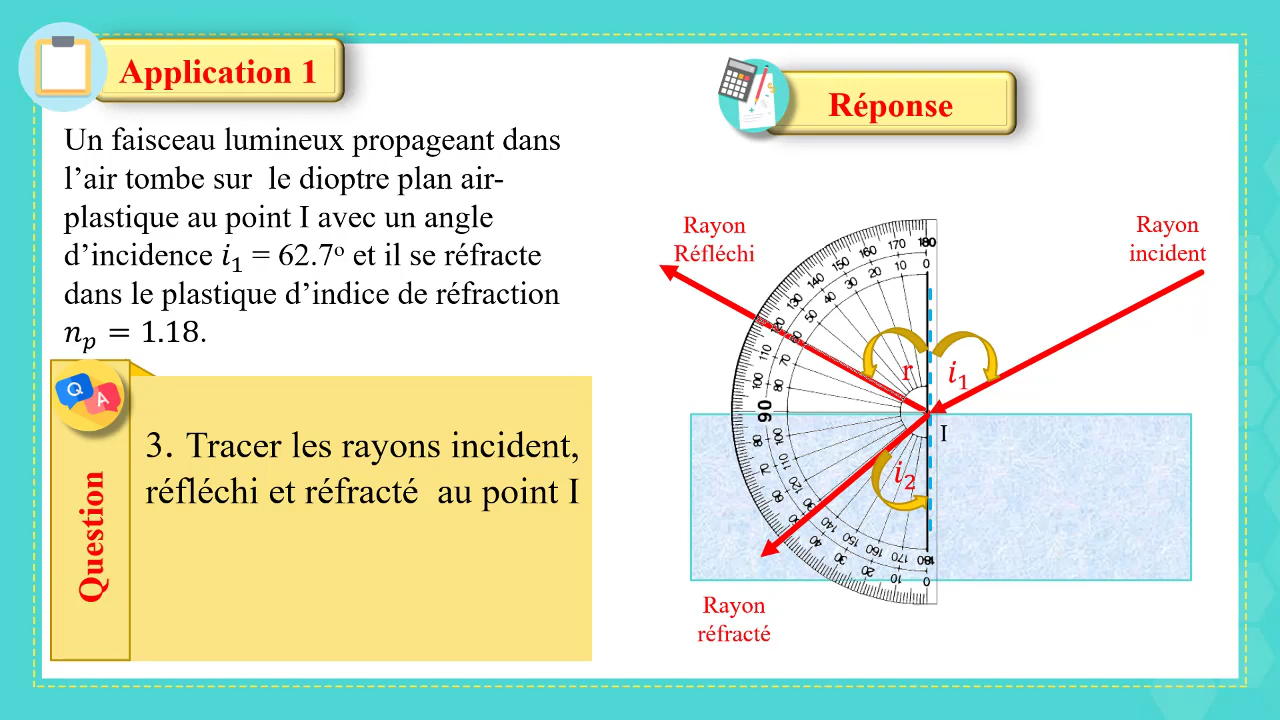 Application 1
Un faisceau lumineux propageant dans
l’air tombe sur le dioptre plan air-
plastique au point I avec un angle
d’incidence 𝑖₁ = 62.7º et il se réfracte
dans le plastique d’indice de réfraction
𝑛ₚ = 1.18.
Q
A
Question
3. Tracer les rayons incident,
réfléchi et réfracté au point I
Réponse
Rayon
Réfléchi
Rayon
incident
r
𝑖₁
I
𝑖₂
90
Rayon
réfracté